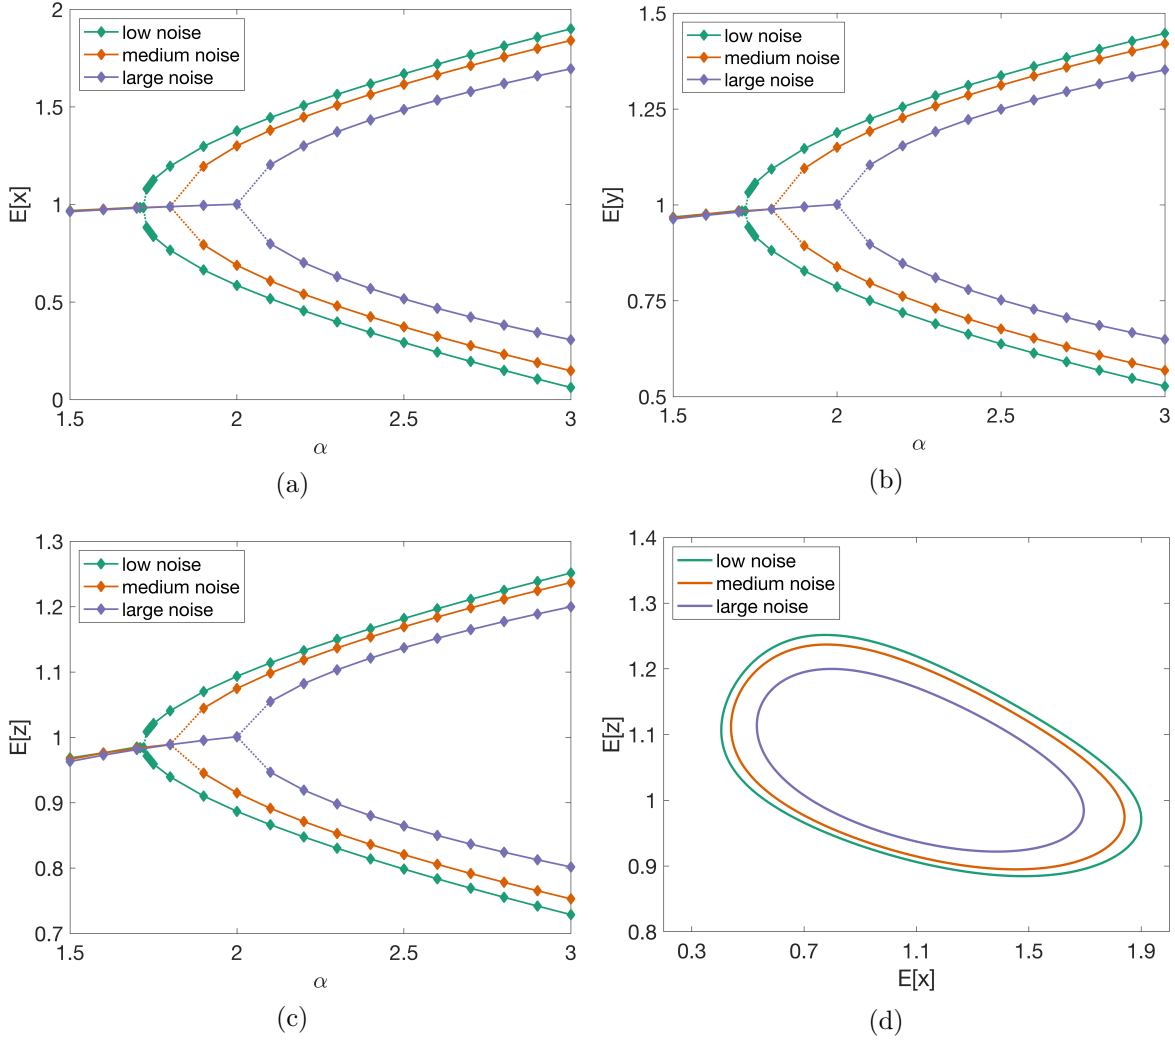 low noise
medium noise
large noise
2
1.5
1
0.5
0
E[x]
1.5
2
2.5
3
α
(a)
low noise
medium noise
large noise
1.5
1.25
1
0.75
0.5
E[y]
1.5
2
2.5
3
α
(b)
low noise
medium noise
large noise
1.3
1.2
1.1
1
0.9
0.8
0.7
E[z]
1.5
2
2.5
3
α
(c)
low noise
medium noise
large noise
1.4
1.3
1.2
1.1
1
0.9
0.8
E[z]
0.3
0.7
1.1
1.5
1.9
E[x]
(d)